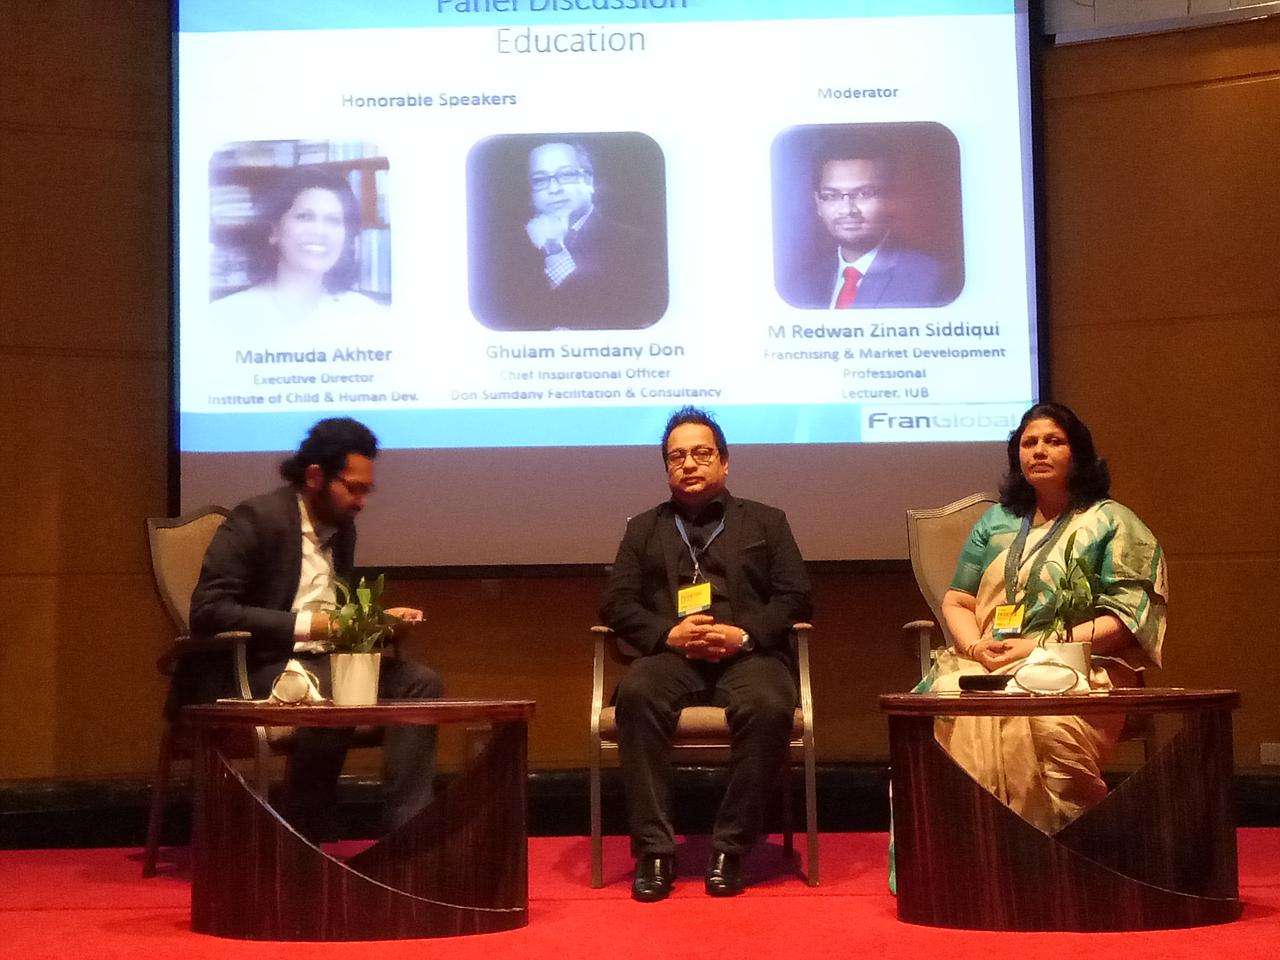 Panel Discussion
Education
Honorable Speakers
Moderator
Mahmuda Akhter
Executive Director
Institute of Child & Human Dev.
Ghulam Sumdany Don
Chief Inspirational Officer
Don Sumdany Facilitation & Consultancy
M Redwan Zinan Siddiqui
Franchising & Market Development
Professional
Lecturer, IUB
FranGlobal